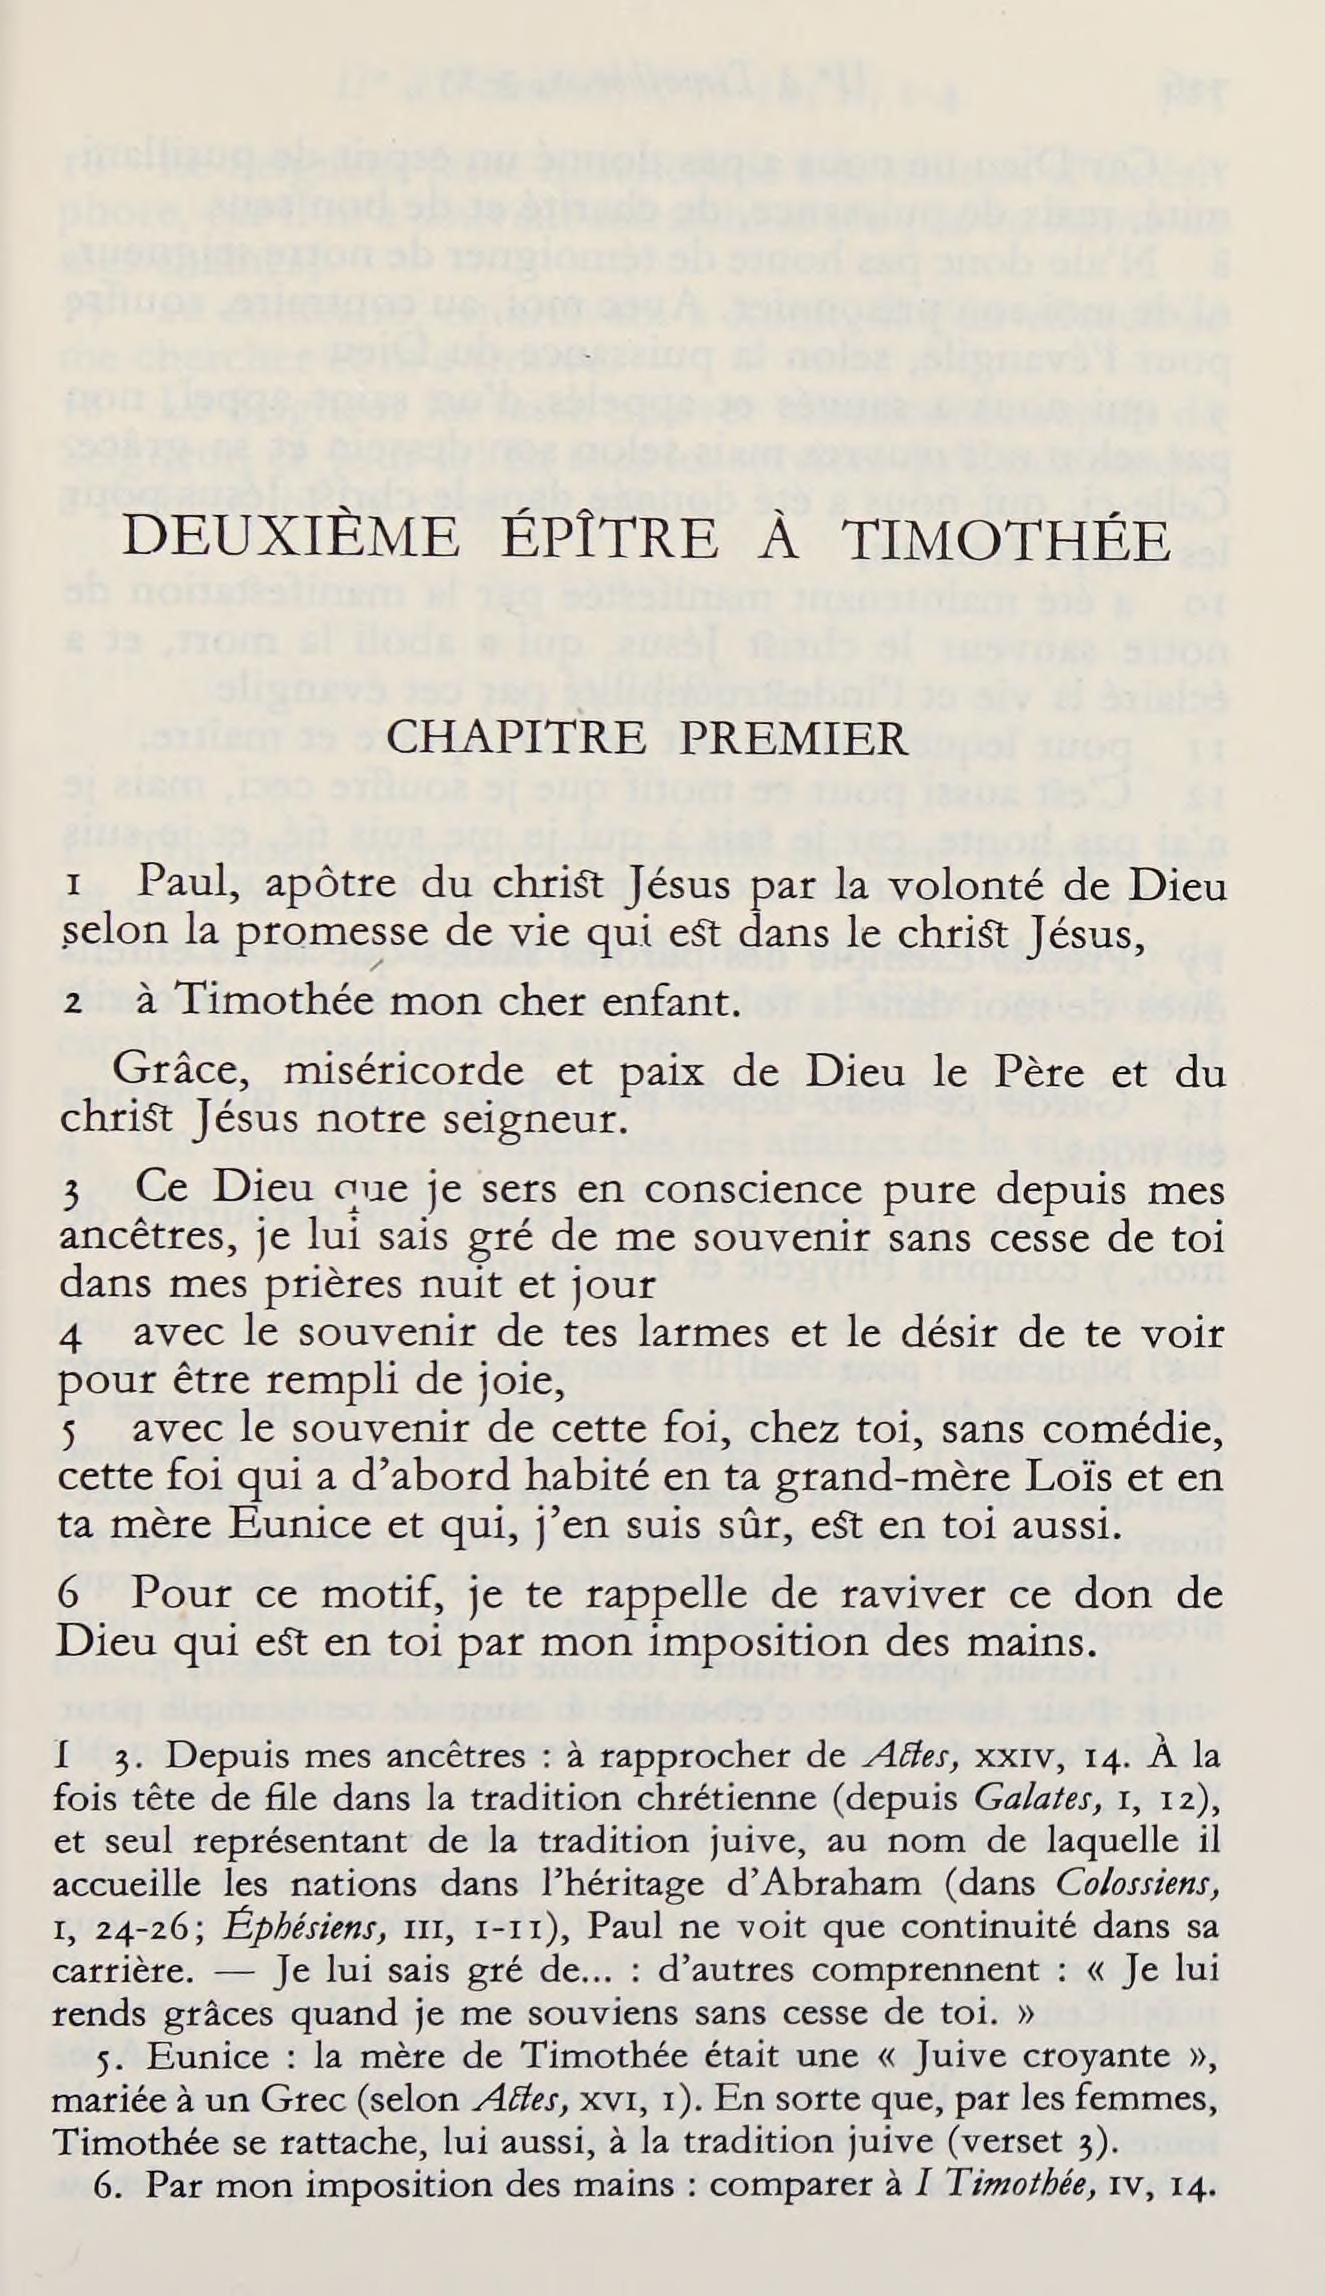 DEUXIÈME ÉPÎTRE À TIMOTHÉE
CHAPITRE PREMIER
1 Paul, apôtre du christ Jésus par la volonté de Dieu
selon la promesse de vie qui est dans le christ Jésus,
2 à Timothée mon cher enfant.
Grâce, miséricorde et paix de Dieu le Père et du
christ Jésus notre seigneur.
3 Ce Dieu que je sers en conscience pure depuis mes
ancêtres, je lui sais gré de me souvenir sans cesse de toi
dans mes prières nuit et jour
4 avec le souvenir de tes larmes et le désir de te voir
pour être rempli de joie,
5 avec le souvenir de cette foi, chez toi, sans comédie,
cette foi qui a d’abord habité en ta grand-mère Loïs et en
ta mère Eunice et qui, j’en suis sûr, est en toi aussi.
6 Pour ce motif, je te rappelle de raviver ce don de
Dieu qui est en toi par mon imposition des mains.
I 3. Depuis mes ancêtres : à rapprocher de Actes, XXIV, 14. À la
fois tête de file dans la tradition chrétienne (depuis Galates, I, 12),
et seul représentant de la tradition juive, au nom de laquelle il
accueille les nations dans l’héritage d’Abraham (dans Colossiens,
I, 24-26; Éphésiens, III, 1-11), Paul ne voit que continuité dans sa
carrière. — Je lui sais gré de... : d’autres comprennent : « Je lui
rends grâces quand je me souviens sans cesse de toi. »
5. Eunice : la mère de Timothée était une « Juive croyante »,
mariée à un Grec (selon Actes, XVI, 1). En sorte que, par les femmes,
Timothée se rattache, lui aussi, à la tradition juive (verset 3).
6. Par mon imposition des mains : comparer à I Timothée, IV, 14.